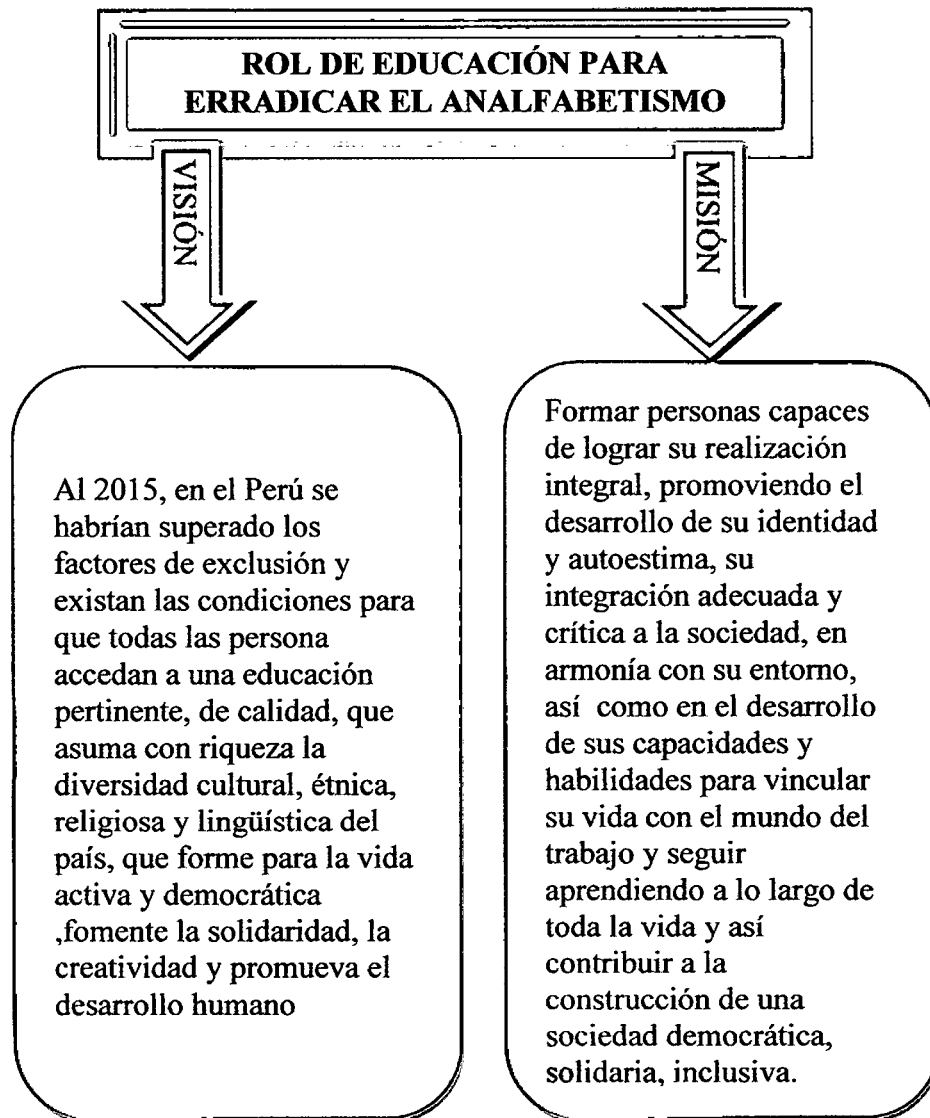 ROL DE EDUCACIÓN PARA
ERRADICAR EL ANALFABETISMO
VISIÓN
MISIÓN
Al 2015, en el Perú se
habrían superado los
factores de exclusión y
existan las condiciones para
que todas las persona
accedan a una educación
pertinente, de calidad, que
asuma con riqueza la
diversidad cultural, étnica,
religiosa y lingüística del
país, que forme para la vida
activa y democrática
,fomente la solidaridad, la
creatividad y promueva el
desarrollo humano
Formar personas capaces
de lograr su realización
integral, promoviendo el
desarrollo de su identidad
y autoestima, su
integración adecuada y
crítica a la sociedad, en
armonía con su entorno,
así como en el desarrollo
de sus capacidades y
habilidades para vincular
su vida con el mundo del
trabajo y seguir
aprendiendo a lo largo de
toda la vida y así
contribuir a la
construcción de una
sociedad democrática,
solidaria, inclusiva.